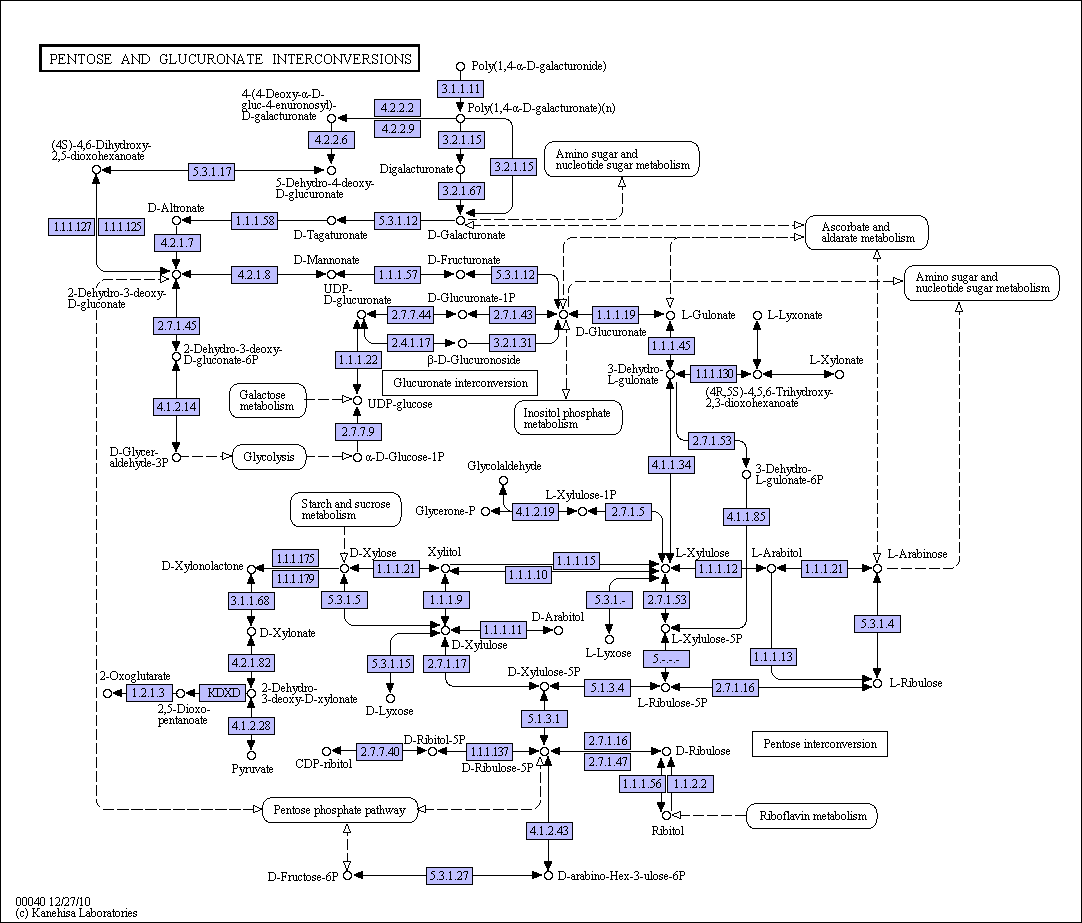 PENTOSE AND GLUCURONATE INTERCONVERSIONS
Poly(1,4-α-D-galacturonide)
3.1.1.11
4-(4-Deoxy-α-D-
gluc-4-enuronosyl)-
D-galacturonate
4.2.2.2
4.2.2.9
Poly(1,4-α-D-galacturonate)(n)
4.2.2.6
3.2.1.15
3.2.1.15
(4S)-4,6-Dihydroxy-
2,5-dioxohexanoate
5.3.1.17
5-Dehydro-4-deoxy-
D-glucuronate
Digalacturonate
3.2.1.67
Amino sugar and
nucleotide sugar metabolism
1.1.1.127
1.1.1.125
D-Altronate
4.2.1.7
1.1.1.58
D-Tagaturonate
5.3.1.12
D-Galacturonate
Ascorbate and
aldarate metabolism
2-Dehydro-3-deoxy-
D-gluconate
4.2.1.8
D-Mannonate
1.1.1.57
D-Fructuronate
5.3.1.12
Amino sugar and
nucleotide sugar metabolism
UDP-
D-glucuronate
2.7.7.44
D-Glucuronate-1P
2.7.1.43
D-Glucuronate
1.1.1.19
L-Gulonate
L-Lyxonate
2.7.1.45
2.4.1.17
β-D-Glucuronoside
3.2.1.31
1.1.1.45
2-Dehydro-3-deoxy-
D-gluconate-6P
1.1.1.22
Glucuronate interconversion
3-Dehydro-
L-gulonate
1.1.1.130
L-Xylonate
(4R,5S)-4,5,6-Trihydroxy-
2,3-dioxohexanoate
4.1.2.14
Galactose
metabolism
UDP-glucose
Inositol phosphate
metabolism
2.7.7.9
2.7.1.53
D-Glycer-
aldehyde-3P
Glycolysis
α-D-Glucose-1P
4.1.1.34
3-Dehydro-
L-gulonate-6P
Glycolaldehyde
Starch and sucrose
metabolism
Glycerone-P
4.1.2.19
L-Xylulose-1P
2.7.1.5
4.1.1.85
D-Xylonolactone
1.1.1.175
1.1.1.179
D-Xylose
1.1.1.21
Xylitol
1.1.1.15
1.1.1.10
L-Xylulose
1.1.1.12
L-Arabitol
1.1.1.21
L-Arabinose
3.1.1.68
5.3.1.5
1.1.1.9
D-Arabitol
5.3.1.-
2.7.1.53
D-Xylonate
D-Xylulose
1.1.1.11
L-Lyxose
L-Xylulose-5P
5.3.1.4
4.2.1.82
5.3.1.15
2.7.1.17
5.-.-.-
1.1.1.13
2-Oxoglutarate
1.2.1.3
2,5-Dioxo-
pentanoate
KDXD
2-Dehydro-
3-deoxy-D-xylonate
D-Lyxose
D-Xylulose-5P
5.1.3.4
L-Ribulose-5P
2.7.1.16
L-Ribulose
4.1.2.28
5.1.3.1
Pyruvate
CDP-ribitol
2.7.7.40
D-Ribitol-5P
1.1.1.137
D-Ribulose-5P
2.7.1.16
2.7.1.47
D-Ribulose
Pentose interconversion
1.1.1.56
1.1.2.2
Pentose phosphate pathway
Ribitol
Riboflavin metabolism
4.1.2.43
D-Fructose-6P
5.3.1.27
D-arabino-Hex-3-ulose-6P
00040 12/27/10
(c) Kanehisa Laboratories